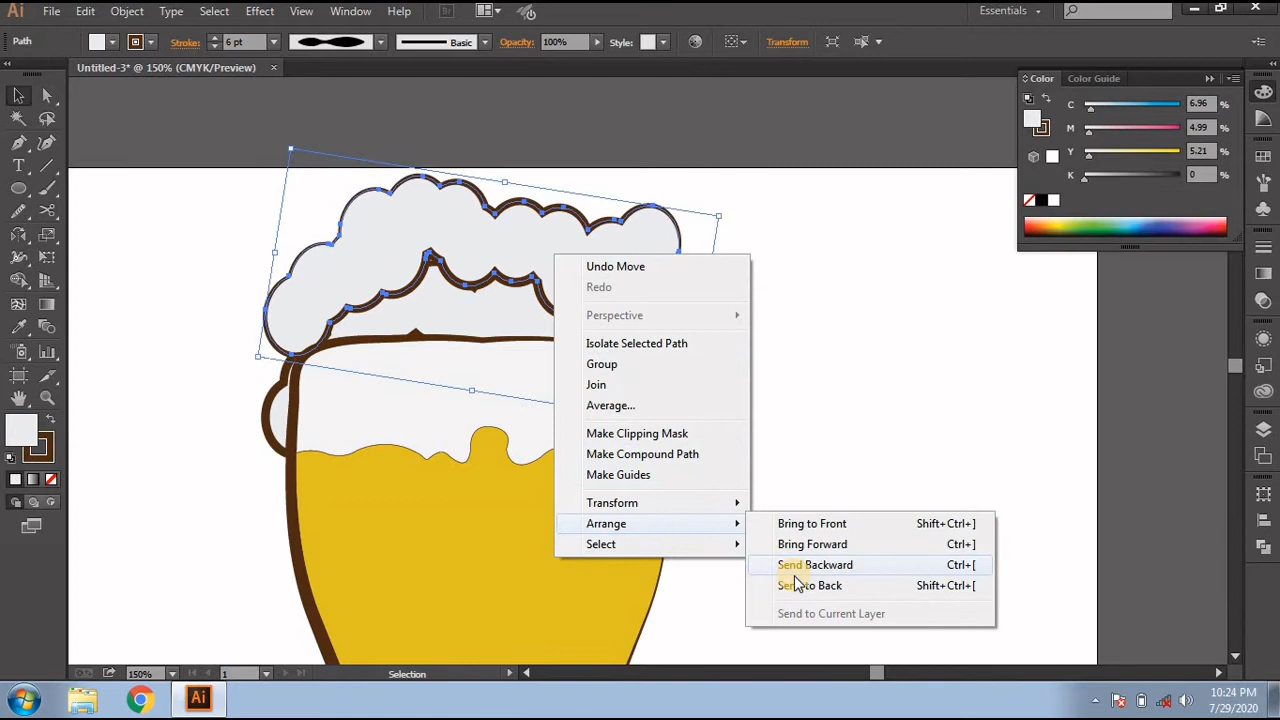 Ai File Edit Object Type Select Effect View Window Help Br Essentials
Path Stroke: 6 pt Basic Opacity: 100% Style: Transform
Untitled-3* @ 150% (CMYK/Preview)
Color Color Guide
C 6.96 %
M 4.99 %
Y 5.21 %
K 0 %
Undo Move
Redo
Perspective
Isolate Selected Path
Group
Join
Average...
Make Clipping Mask
Make Compound Path
Make Guides
Transform
Arrange
Select
Bring to Front Shift+Ctrl+]
Bring Forward Ctrl+]
Send Backward Ctrl+[
Send to Back Shift+Ctrl+[
Send to Current Layer
150% 1 Selection
Ai
10:24 PM
7/29/2020